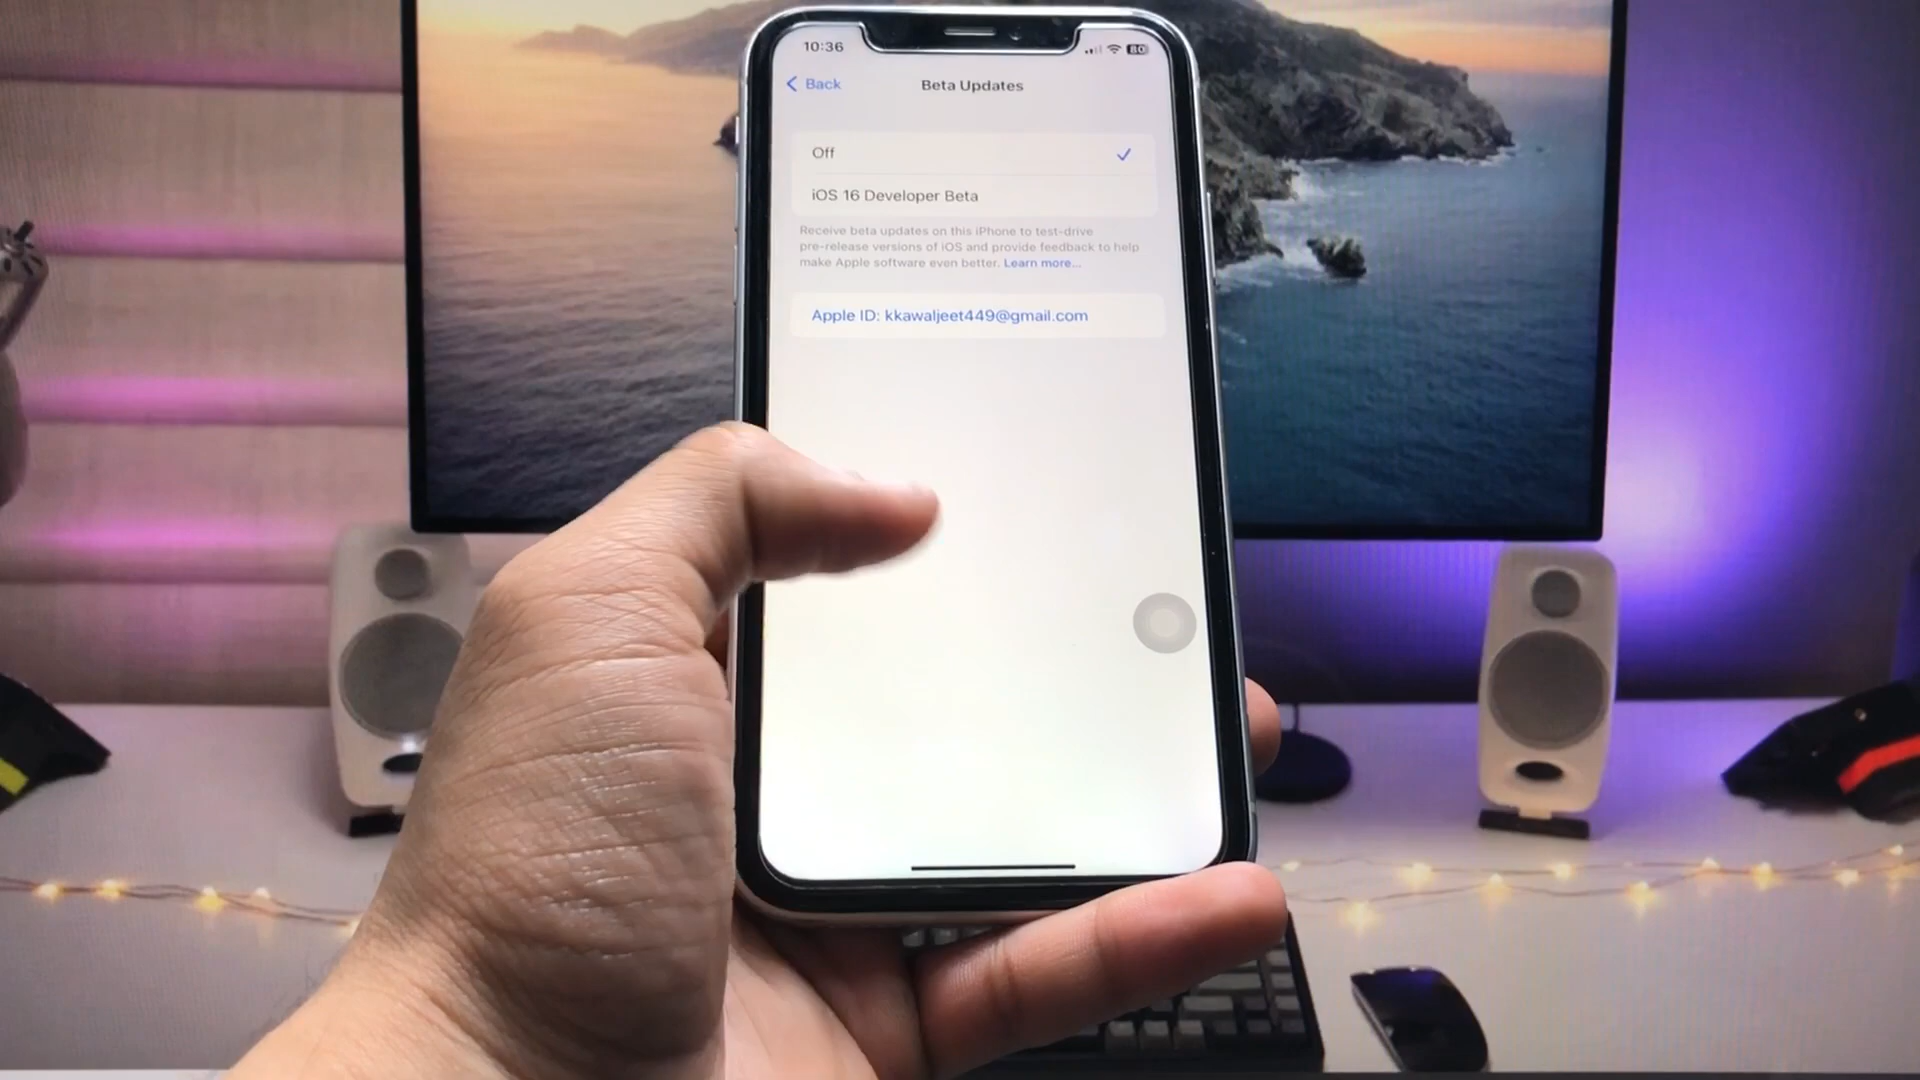 10:36
80
Back
Beta Updates
Off
iOS 16 Developer Beta
Receive beta updates on this iPhone to test-drive
pre-release versions of iOS and provide feedback to help
make Apple software even better. Learn more...
Apple ID: kkawaljeet449@gmail.com